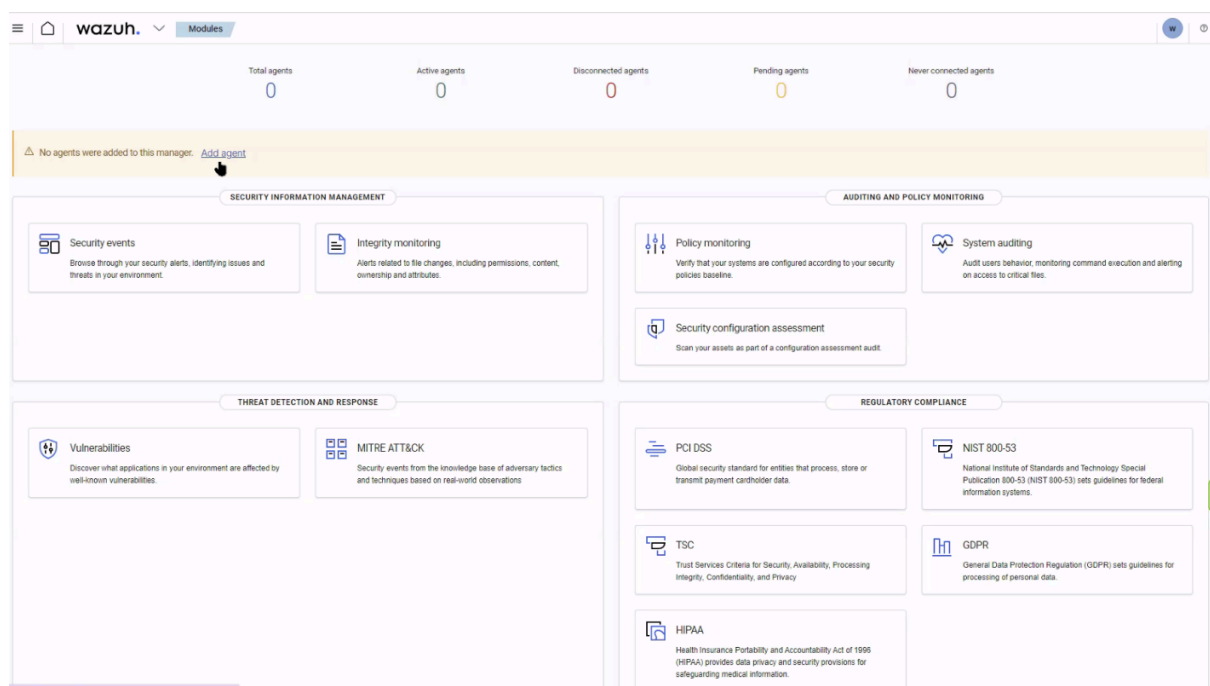 wazuh. Modules w
Total agents
0
Active agents
0
Disconnected agents
0
Pending agents
0
Never connected agents
0
No agents were added to this manager. Add agent
SECURITY INFORMATION MANAGEMENT
Security events
Browse through your security alerts, identifying issues and
threats in your environment.
Integrity monitoring
Alerts related to file changes, including permissions, content,
ownership and attributes.
AUDITING AND POLICY MONITORING
Policy monitoring
Verify that your systems are configured according to your security
policies baseline.
System auditing
Audit users behavior, monitoring command execution and alerting
on access to critical files.
Security configuration assessment
Scan your assets as part of a configuration assessment audit.
THREAT DETECTION AND RESPONSE
Vulnerabilities
Discover what applications in your environment are affected by
well-known vulnerabilities.
MITRE ATT&CK
Security events from the knowledge base of adversary tactics
and techniques based on real-world observations
REGULATORY COMPLIANCE
PCI DSS
Global security standard for entities that process, store or
transmit payment cardholder data.
NIST 800-53
National Institute of Standards and Technology Special
Publication 800-53 (NIST 800-53) sets guidelines for federal
information systems.
TSC
Trust Services Criteria for Security, Availability, Processing
Integrity, Confidentiality, and Privacy
GDPR
General Data Protection Regulation (GDPR) sets guidelines for
processing of personal data.
HIPAA
Health Insurance Portability and Accountability Act of 1996
(HIPAA) provides data privacy and security provisions for
safeguarding medical information.